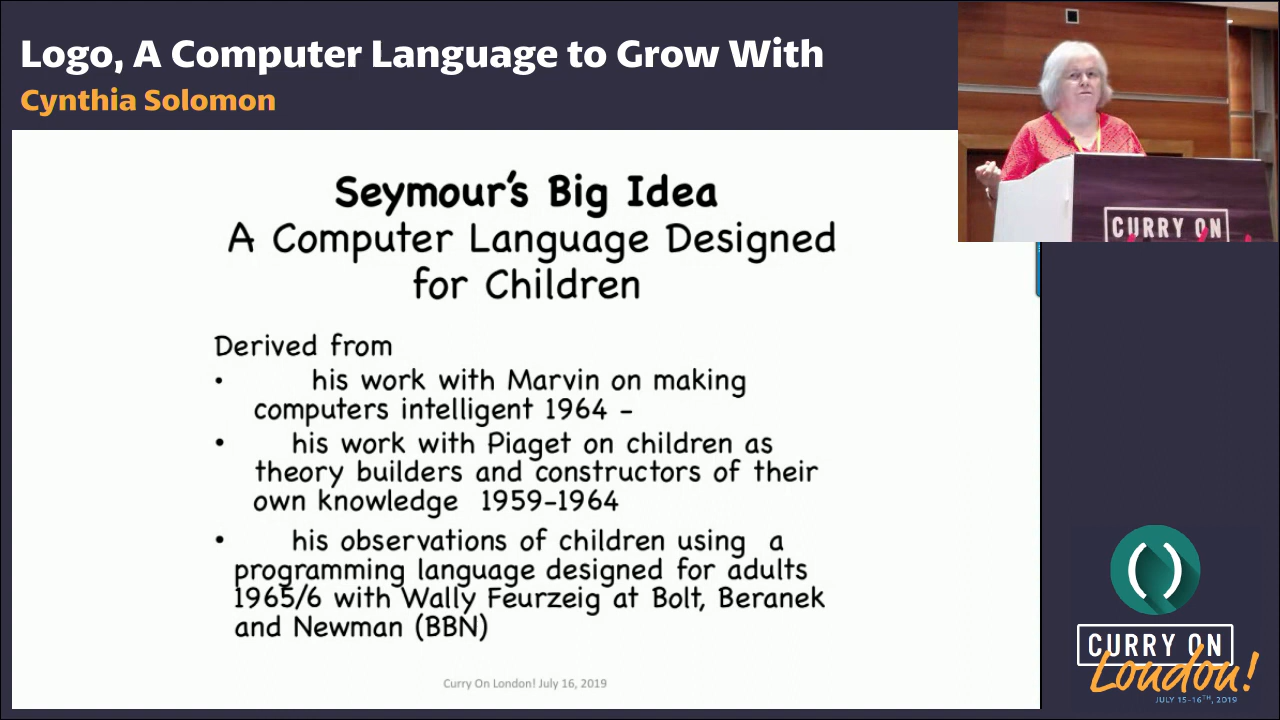 Logo, A Computer Language to Grow With
Cynthia Solomon
CURRY ON
Seymour's Big Idea
A Computer Language Designed
for Children
Derived from
• his work with Marvin on making
computers intelligent 1964 -
• his work with Piaget on children as
theory builders and constructors of their
own knowledge 1959-1964
• his observations of children using a
programming language designed for adults
1965/6 with Wally Feurzeig at Bolt, Beranek
and Newman (BBN)
Curry On London! July 16, 2019
( )
CURRY ON
London!
JULY 15-16TH, 2019